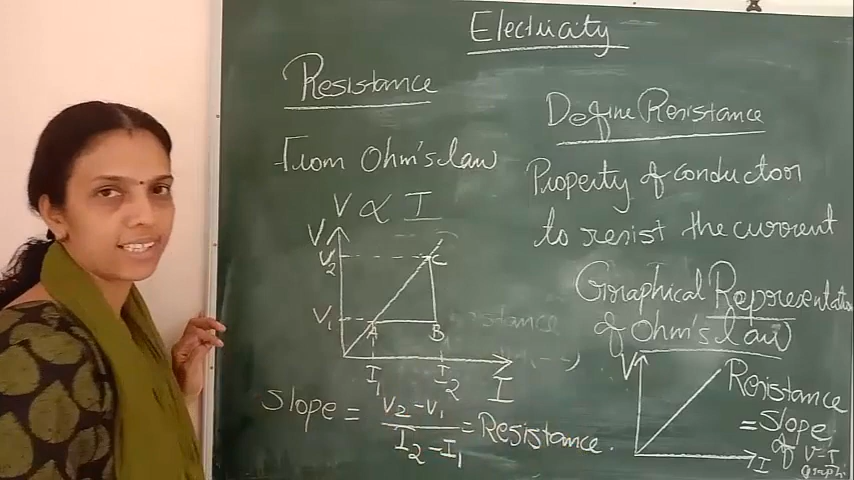 Electricity
Resistance
From Ohm's law
V ∝ I
V
V2
C
V1
A
B
I1
I2
I
Slope = V2 - V1 / I2 - I1 = Resistance.
Define Resistance
Property of conductor
to resist the current
Graphical Representation
of Ohm's law
V
Resistance
= Slope
of V-I
graph
I